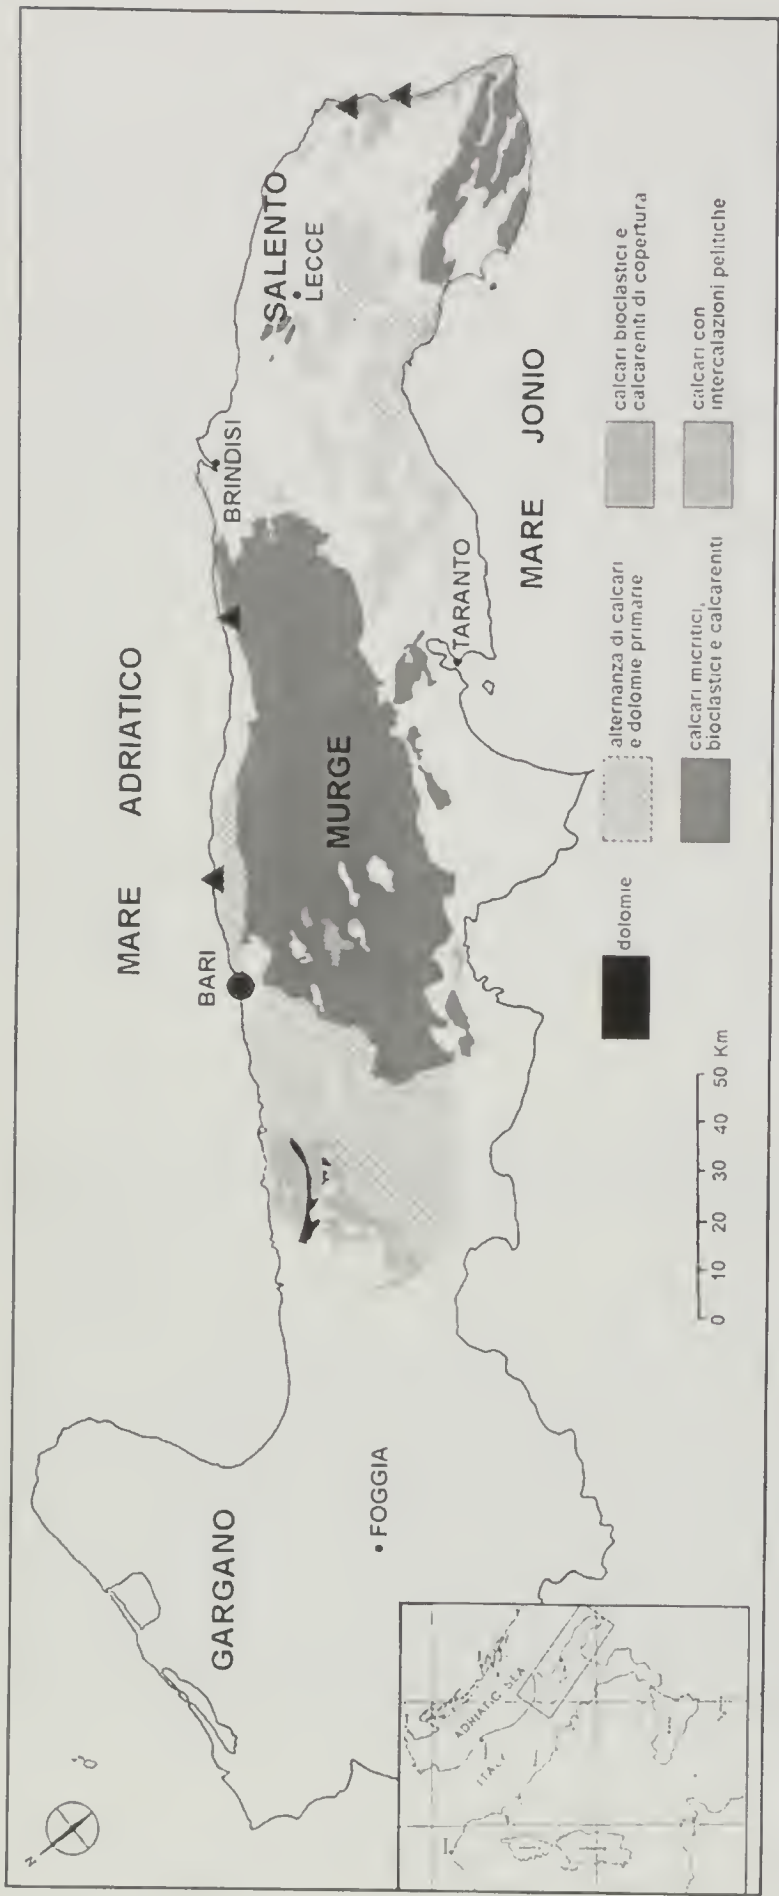 N
MARE ADRIATICO
GARGANO
FOGGIA
BARI
MURGE
BRINDISI
SALENTO
LECCE
TARANTO
MARE JONIO
ADRIATIC SEA
ITALY
0 10 20 30 40 50 Km
dolomie
alternanza di calcari
e dolomie primarie
calcari micritici,
bioclastici e calcareniti
calcari bioclastici e
calcareniti di copertura
calcari con
intercalazioni pelitiche